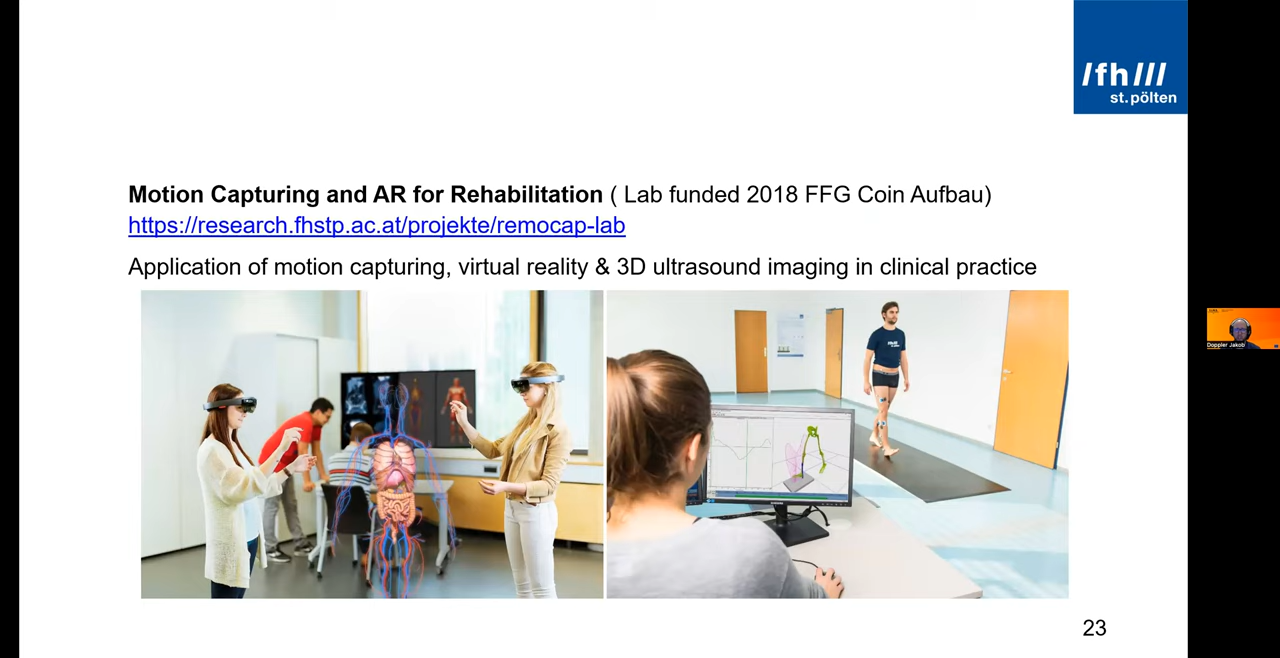 /fh///
st.pölten
Motion Capturing and AR for Rehabilitation ( Lab funded 2018 FFG Coin Aufbau)
https://research.fhstp.ac.at/projekte/remocap-lab
Application of motion capturing, virtual reality & 3D ultrasound imaging in clinical practice
Doppler Jakob
23